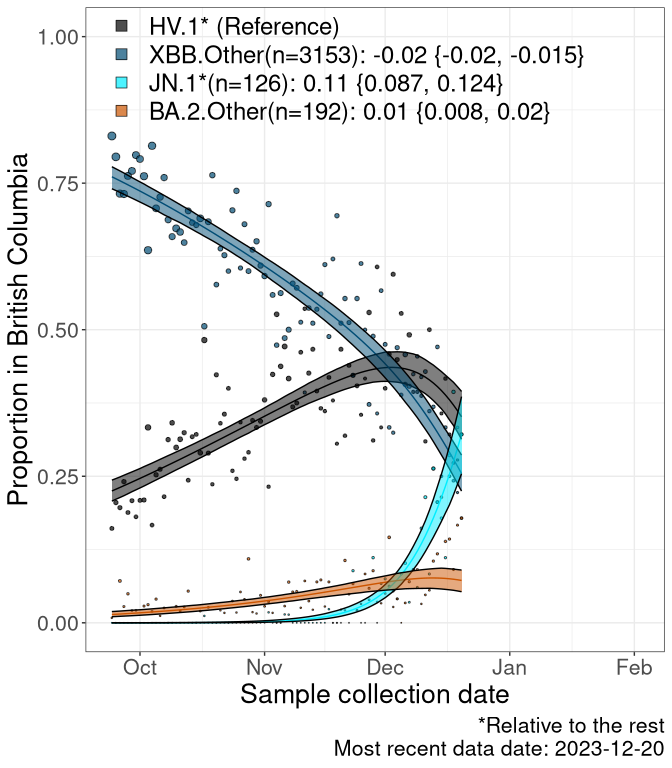 HV.1* (Reference)
XBB.Other(n=3153): -0.02 {-0.02, -0.015}
JN.1*(n=126): 0.11 {0.087, 0.124}
BA.2.Other(n=192): 0.01 {0.008, 0.02}
1.00
0.75
0.50
0.25
0.00
Proportion in British Columbia
Oct Nov Dec Jan Feb
Sample collection date
*Relative to the rest
Most recent data date: 2023-12-20